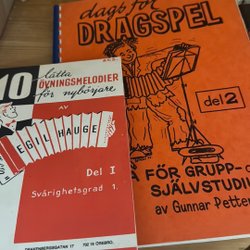 10 lätta
ÖVNINGSMELODIER
för nybörjare
AV
EGIL HAUGE
Del I
Svårighetsgrad 1.
dags för
DRAGSPEL
del 2
FÖR GRUPP- O
SJÄLVSTUDI
av Gunnar Petter